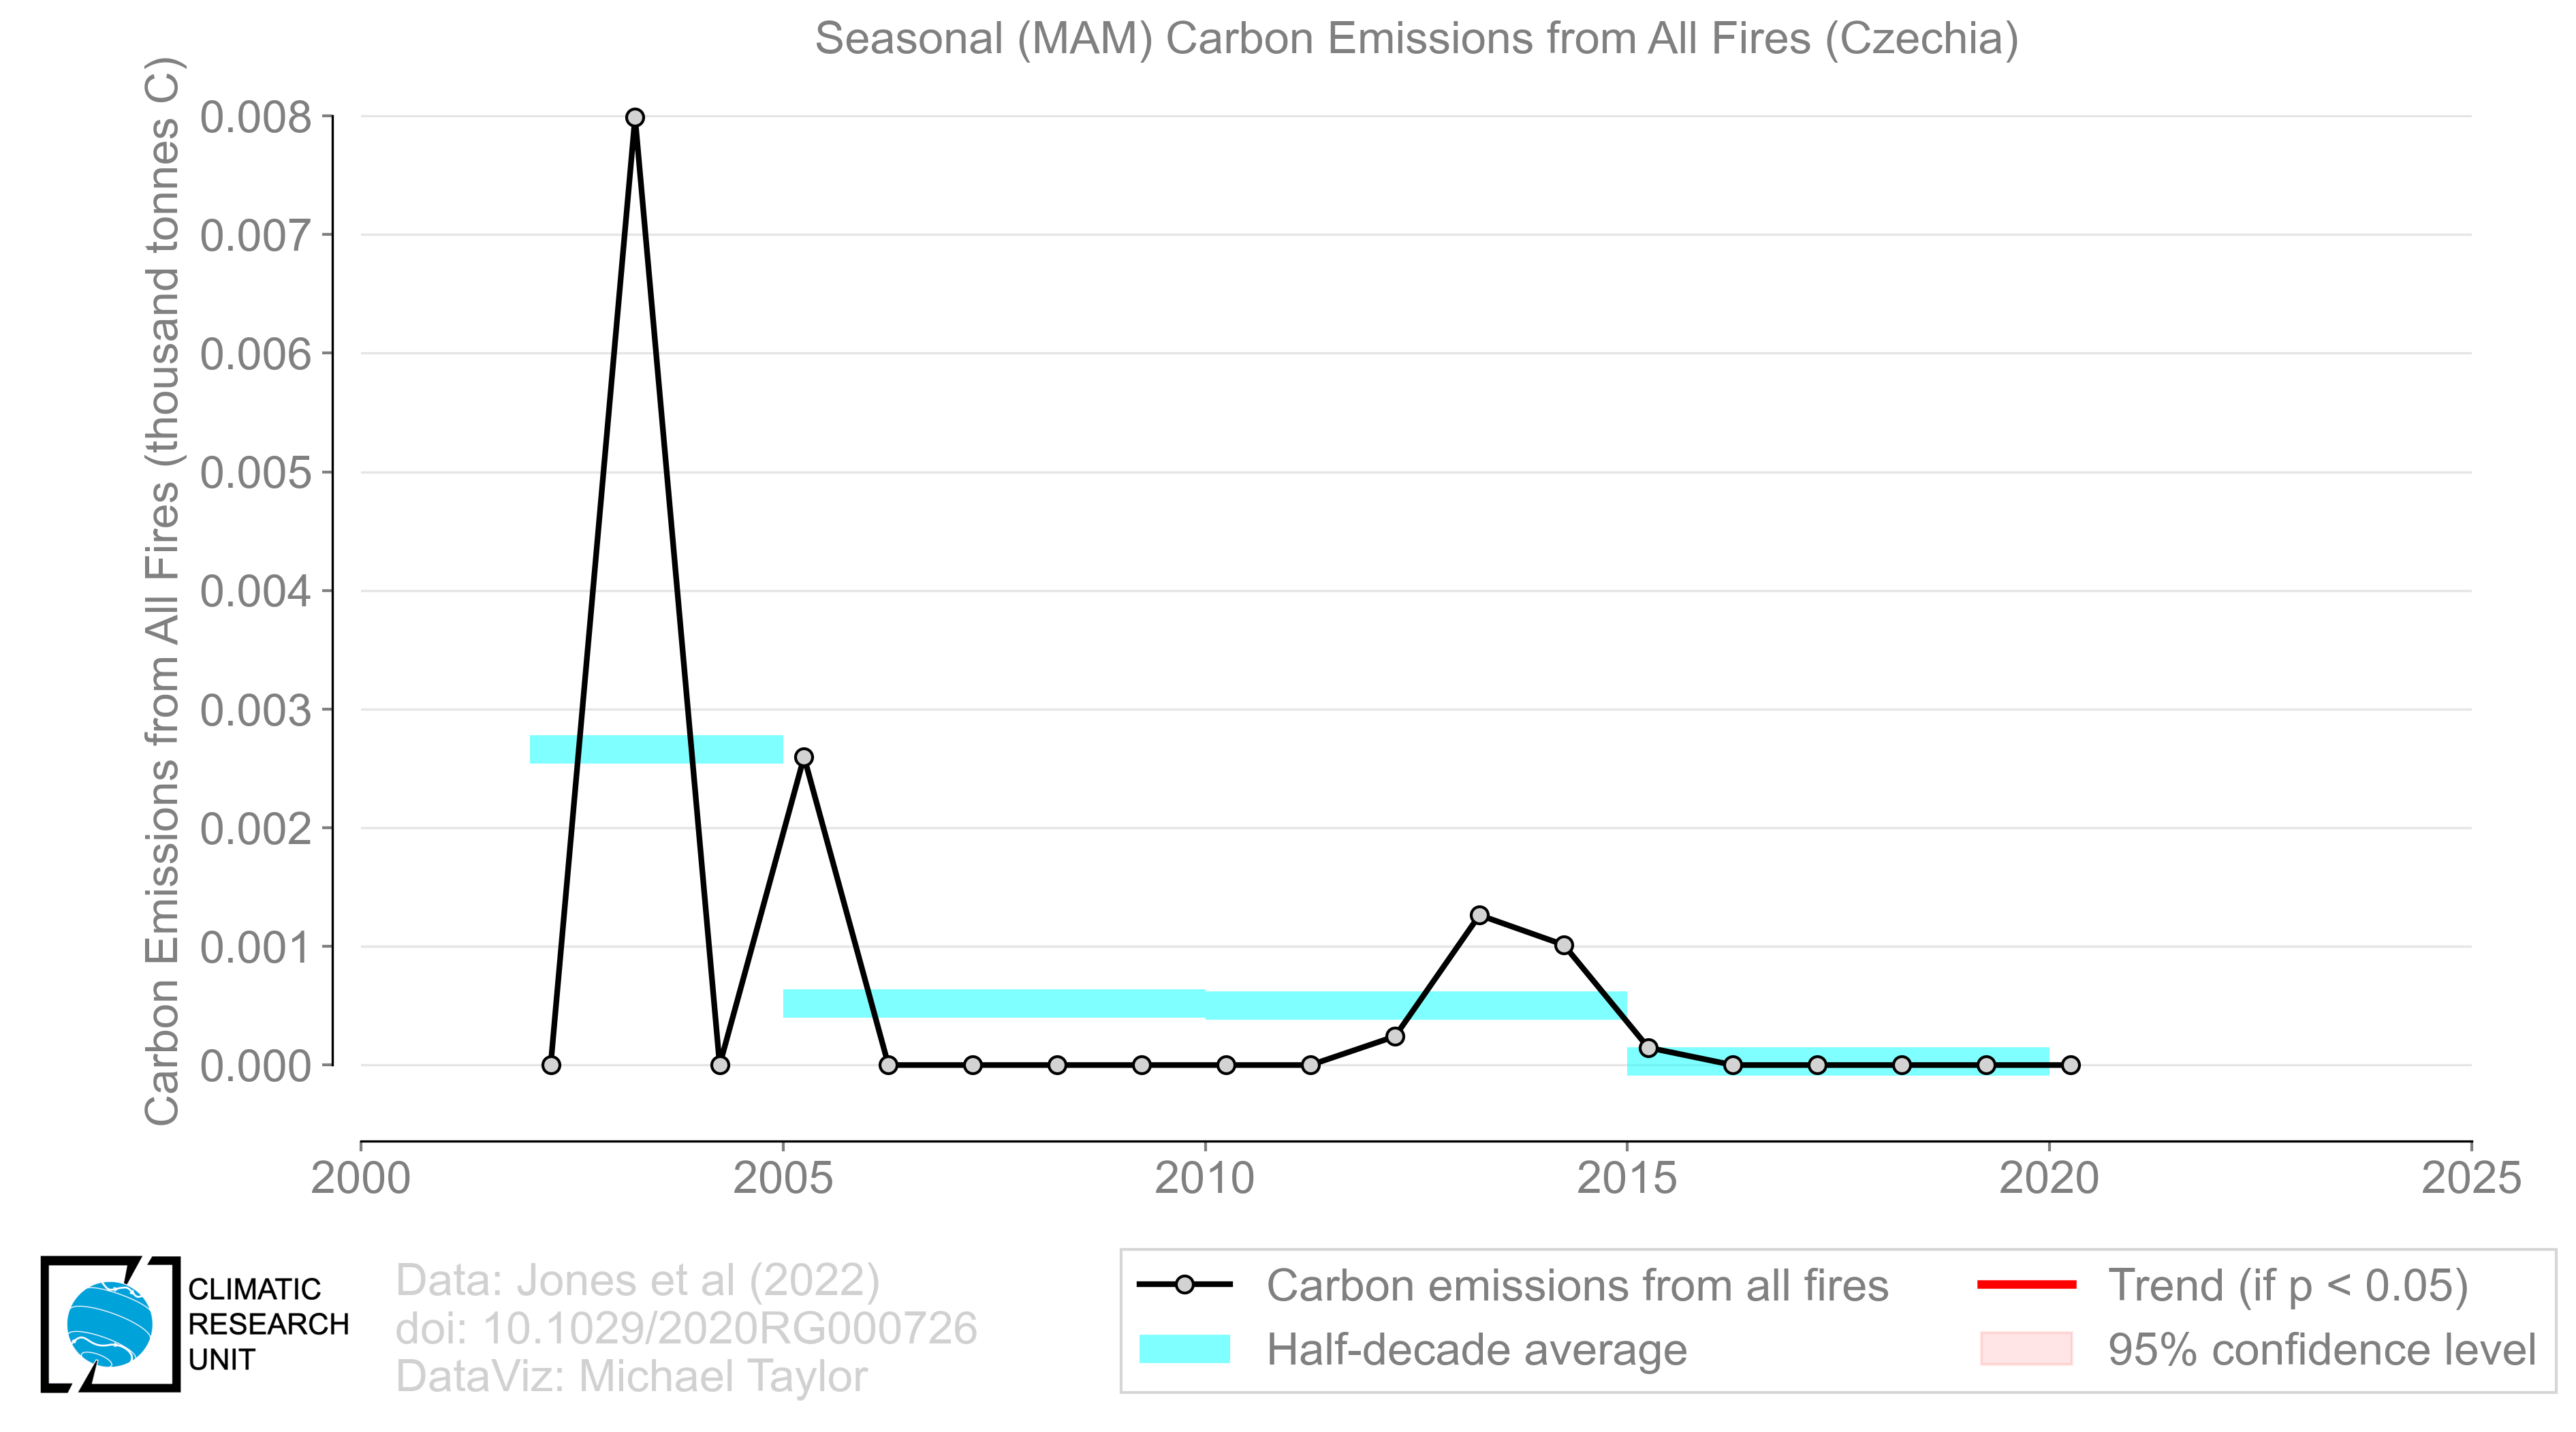 Seasonal (MAM) Carbon Emissions from All Fires (Czechia)
Carbon Emissions from All Fires (thousand tonnes C)
0.008
0.007
0.006
0.005
0.004
0.003
0.002
0.001
0.000
2000 2005 2010 2015 2020 2025
CLIMATIC
RESEARCH
UNIT
Data: Jones et al (2022)
doi: 10.1029/2020RG000726
DataViz: Michael Taylor
Carbon emissions from all fires
Half-decade average
Trend (if p < 0.05)
95% confidence level